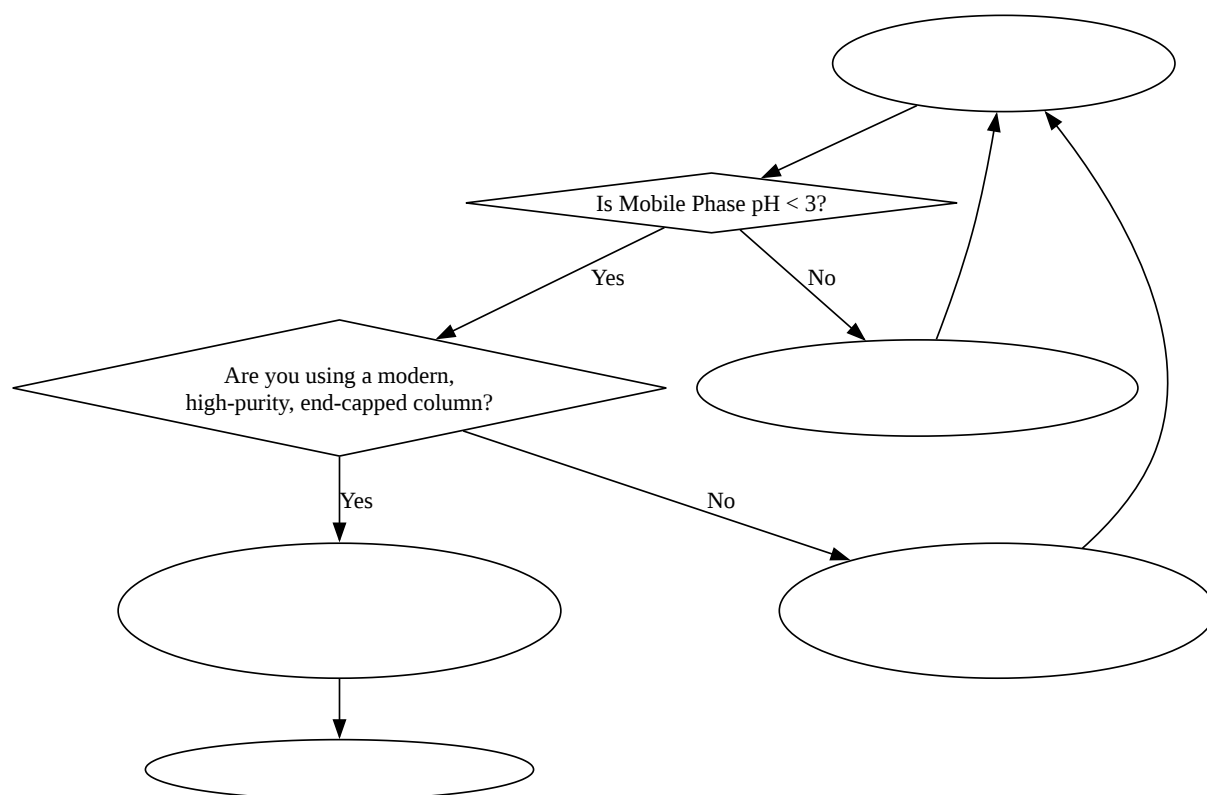 Is Mobile Phase pH < 3?
Yes
No
Are you using a modern,
high-purity, end-capped column?
Yes
No